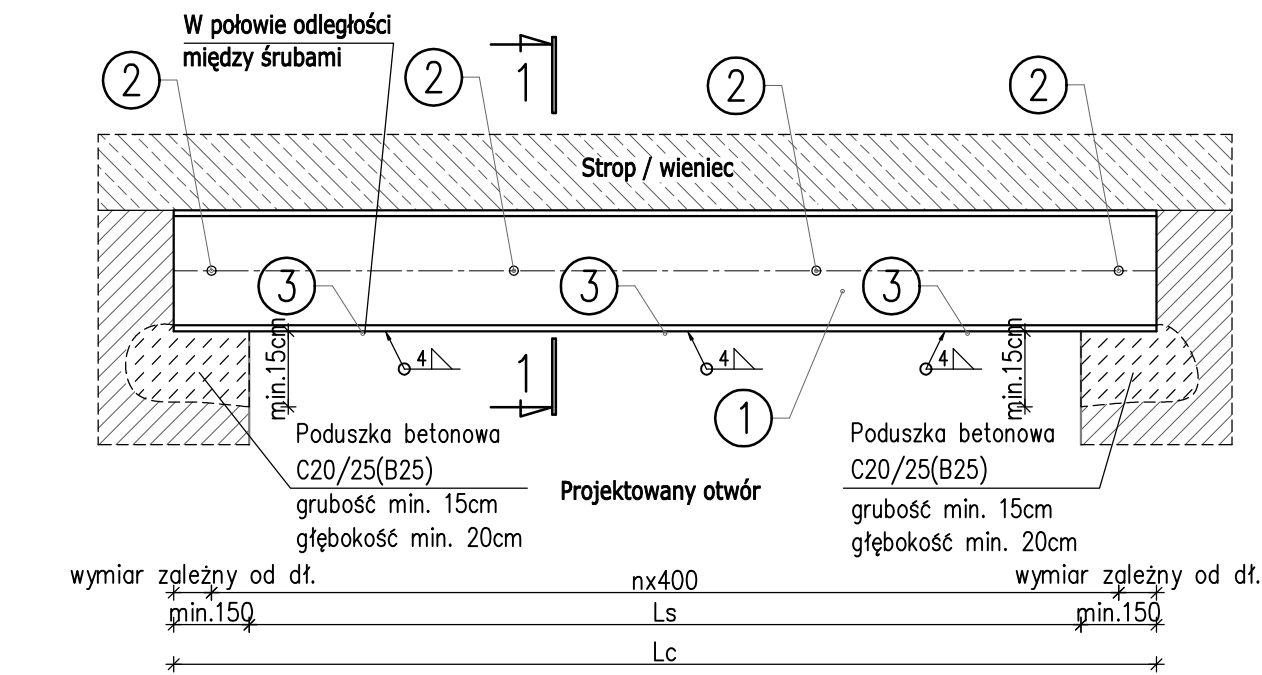 W połowie odległości
między śrubami
2
2
2
2
1
Strop / wieniec
3
3
3
min.15cm
4
4
4
min.15cm
1
1
Poduszka betonowa
C20/25(B25)
grubość min. 15cm
głębokość min. 20cm
Projektowany otwór
Poduszka betonowa
C20/25(B25)
grubość min. 15cm
głębokość min. 20cm
wymiar zależny od dł.
nx400
wymiar zależny od dł.
min.150
Ls
min.150
Lc